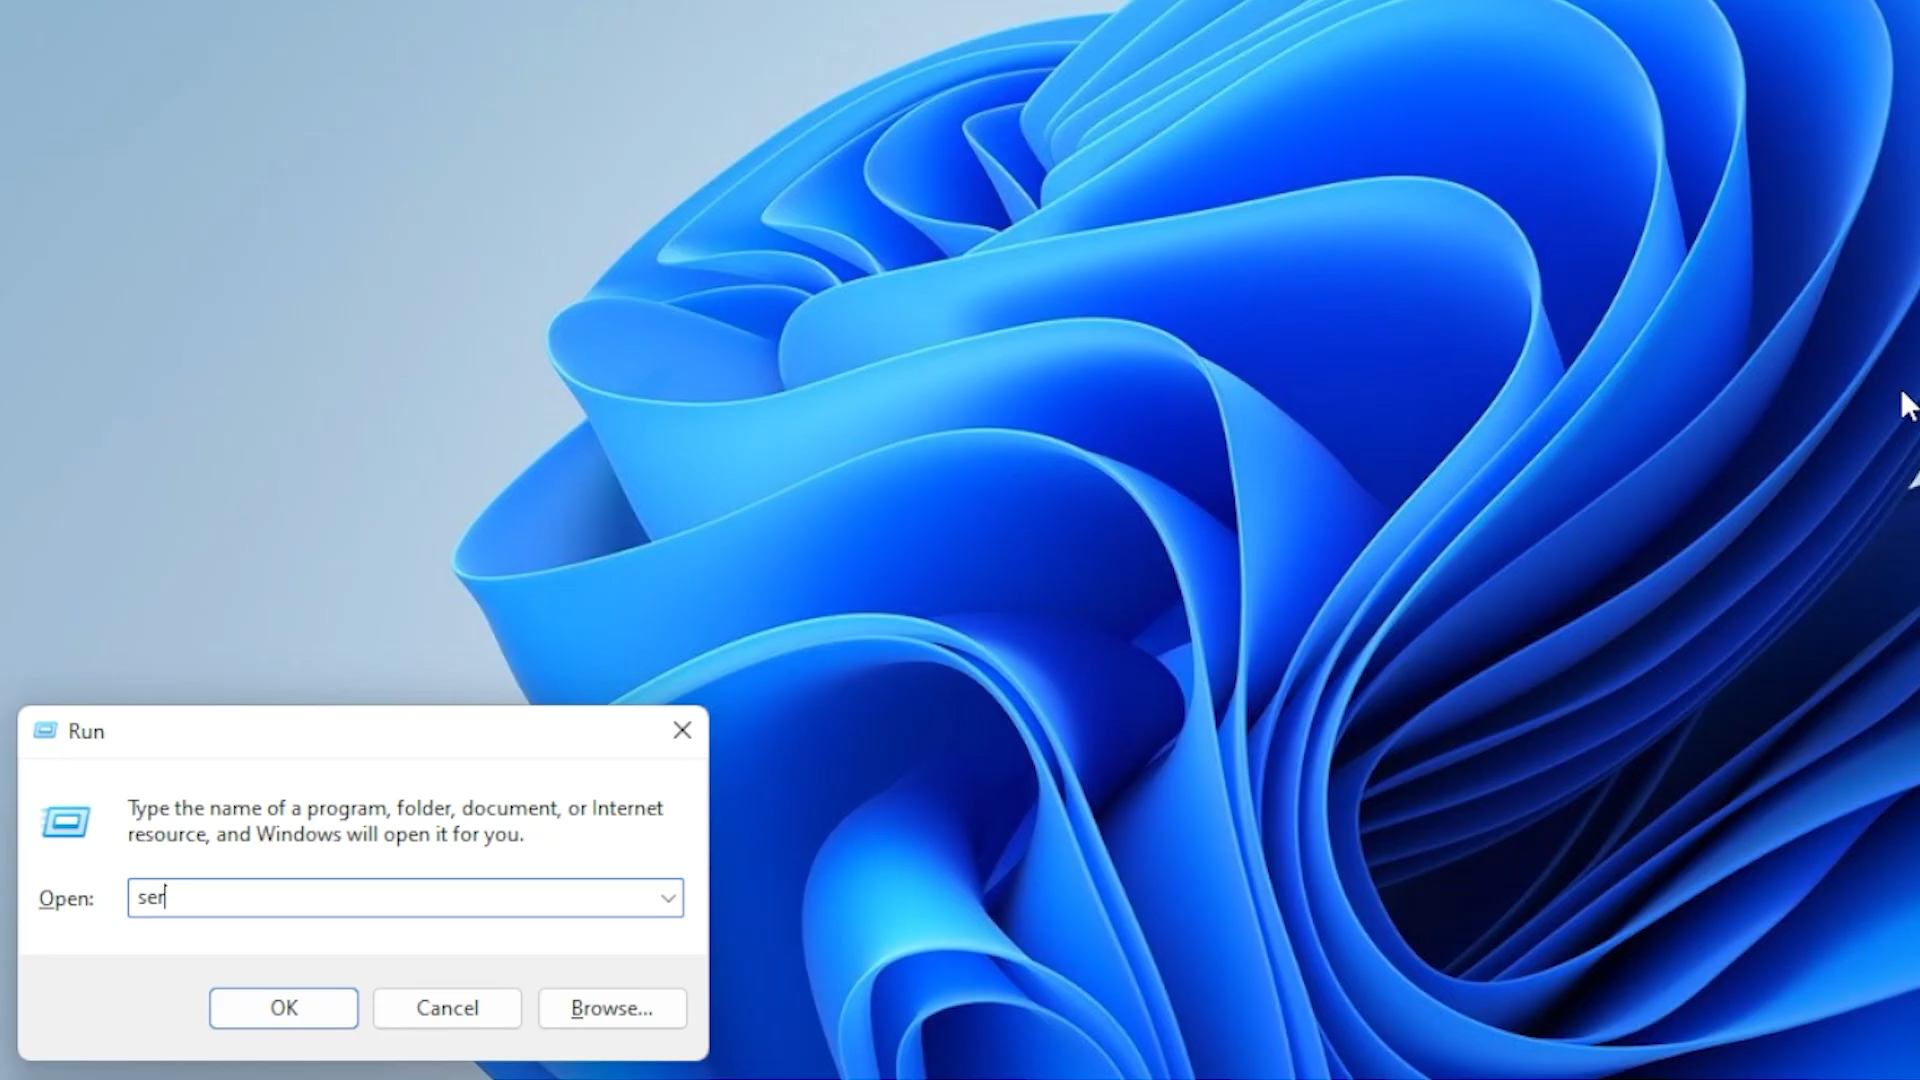 Run
Type the name of a program, folder, document, or Internet
resource, and Windows will open it for you.
Open: ser
OK Cancel Browse...